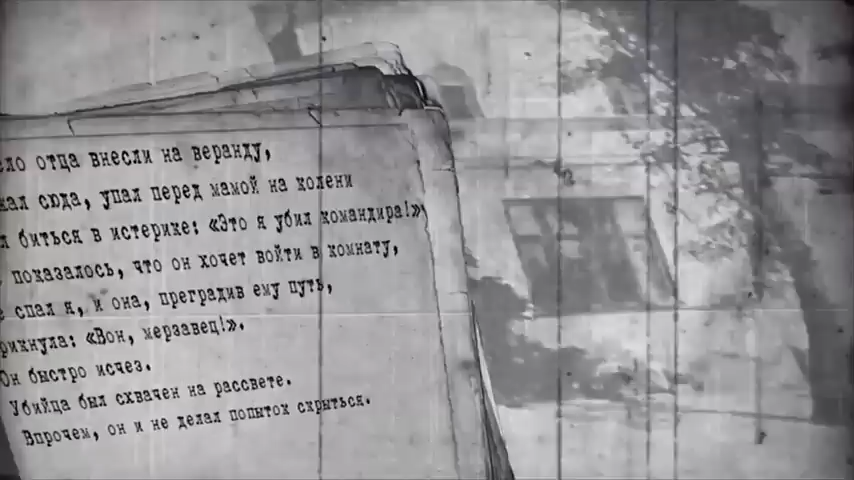 ло отца внесли на веранду,
жал сюда, упал перед мамой на колени
л биться в истерике: «Это я убил командира!»,
показалось, что он хочет войти в комнату,
е спал я, и она, преградив ему путь,
рикнула: «Вон, мерзавец!».
Он быстро исчез.
Убийца был схвачен на рассвете.
Впрочем, он и не делал попыток скрыться.